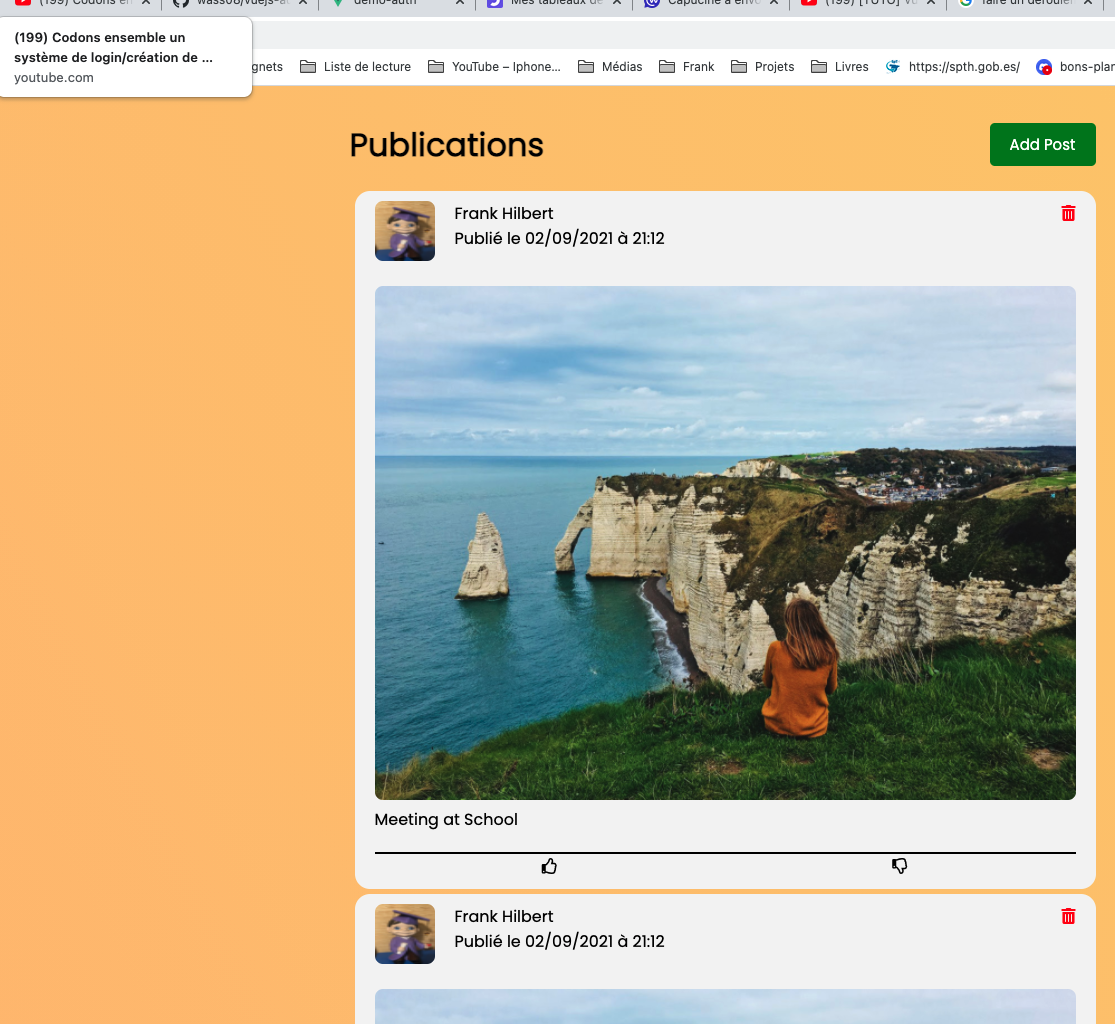 (199) Codons en
wass08/vuejs-a
demo-auth
Mes tableaux de
Capucine a envo
(199) [TUTO] Vu
faire un dérouler
(199) Codons ensemble un
système de login/création de ...
youtube.com
gnets
Liste de lecture
YouTube – Iphone...
Médias
Frank
Projets
Livres
https://spth.gob.es/
bons-plan
Publications
Add Post
Frank Hilbert
Publié le 02/09/2021 à 21:12
Meeting at School
Frank Hilbert
Publié le 02/09/2021 à 21:12